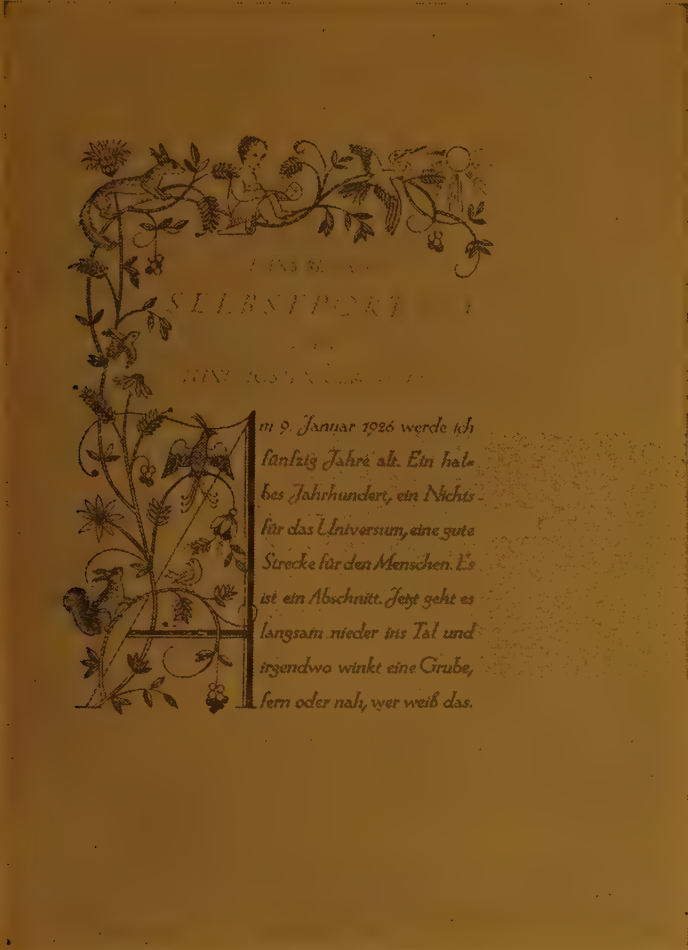 SELBSTPORTRAIT
Am 9. Januar 1926 werde ich
fünfzig Jahre alt. Ein hal=
bes Jahrhundert, ein Nichts
für das Universum, eine gute
Strecke für den Menschen. Es
ist ein Abschnitt. Jetzt geht es
langsam nieder ins Tal und
irgendwo winkt eine Grube,
fern oder nah, wer weiß das.